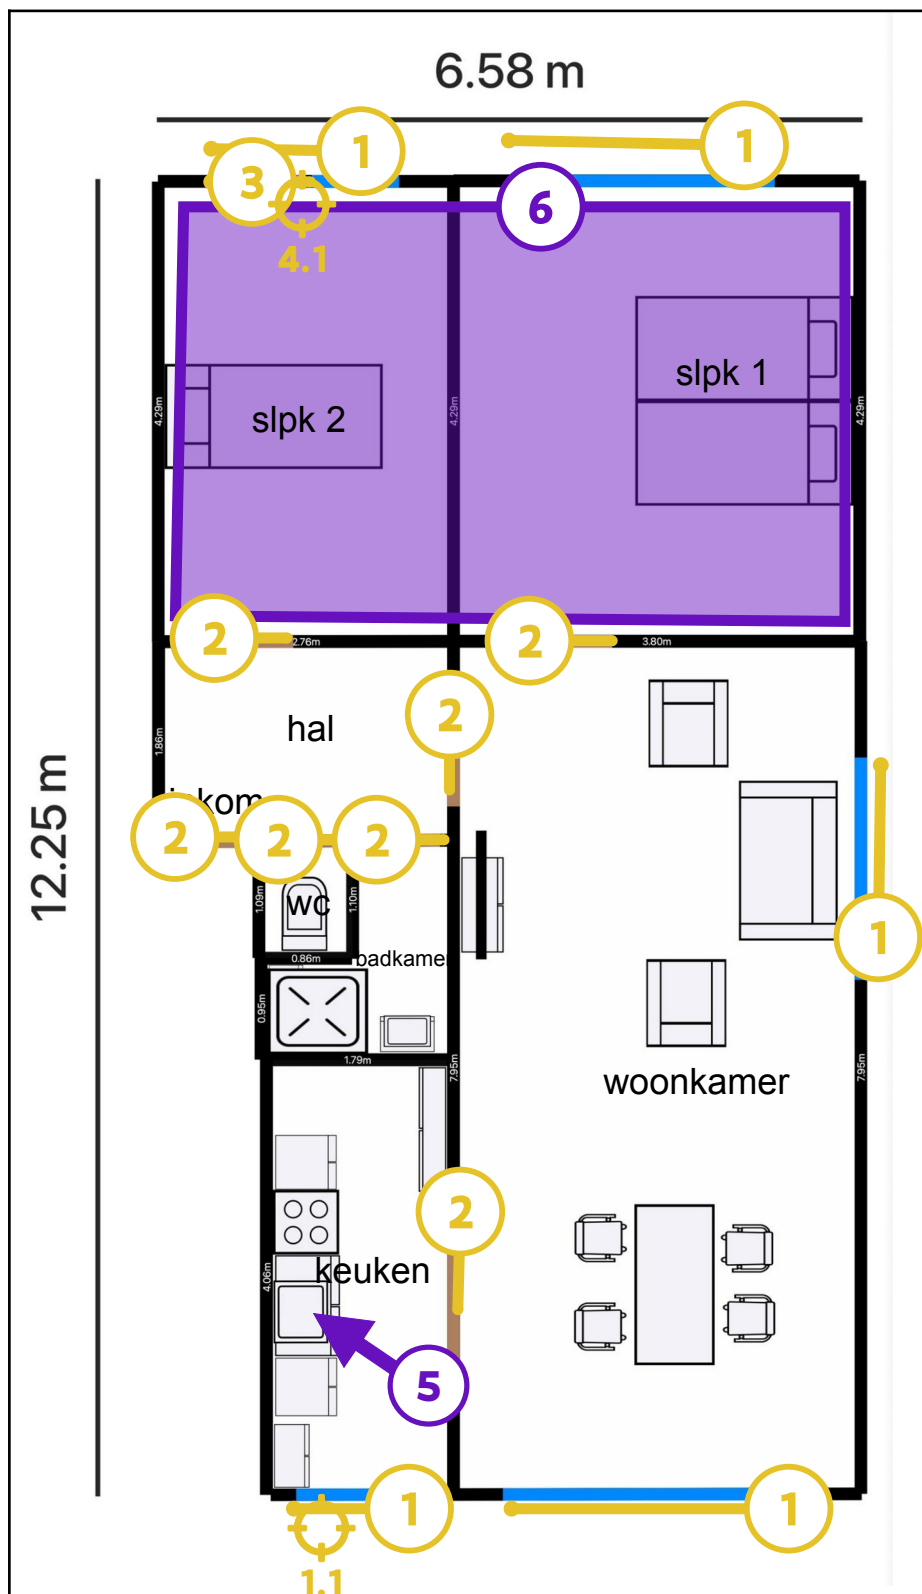 6.58 m
1
1
3
6
4.1
slpk 1
slpk 2
4.29m
4.29m
4.29m
2
2
2.76m
3.80m
2
hal
1.86m
12.25 m
inkom
2
2
2
1
1.09m
wc
1.10m
0.86m
badkamer
0.95m
1.79m
7.95m
7.95m
woonkamer
2
4.06m
keuken
5
1
1
1.1